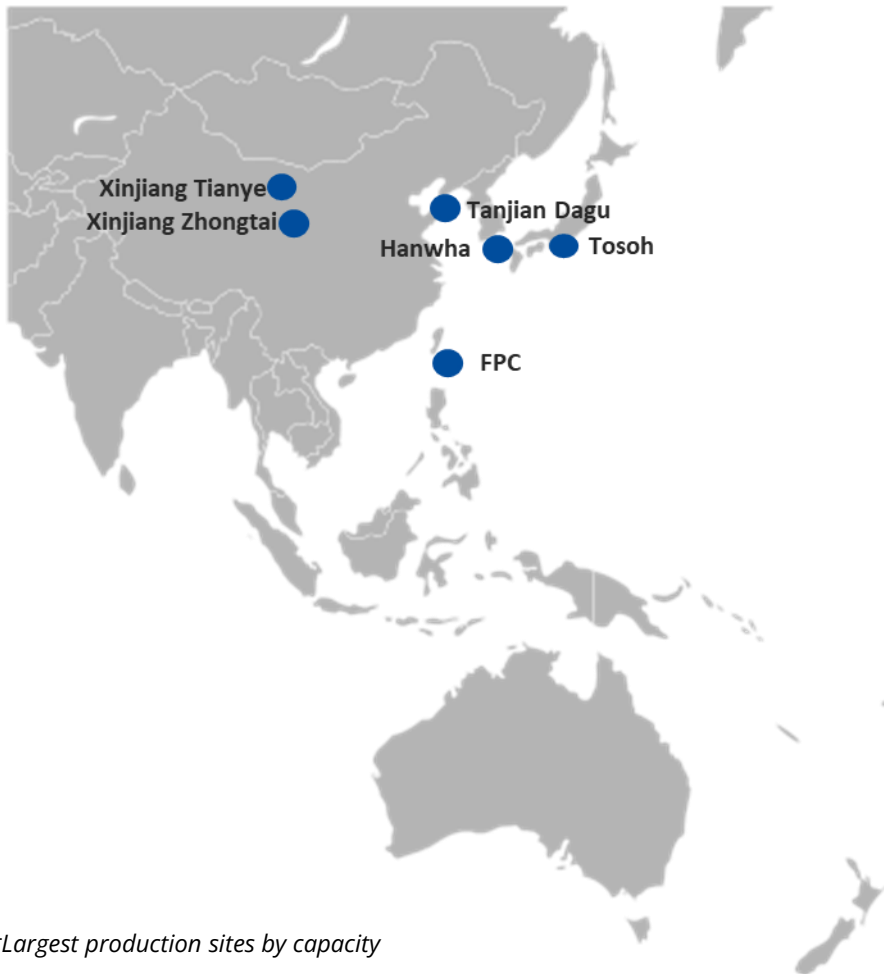 Xinjiang Tianye
Xinjiang Zhongtai
Tanjian Dagu
Hanwha
Tosoh
FPC
*Largest production sites by capacity